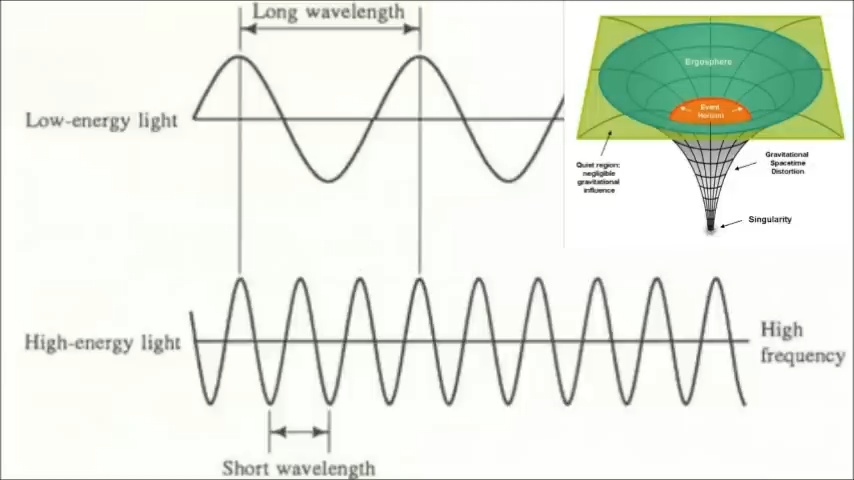 Long wavelength
Low-energy light
Ergosphere
Event
Horizon
Quiet region:
negligible
gravitational
influence
Gravitational
Spacetime
Distortion
Singularity
High-energy light
High
frequency
Short wavelength